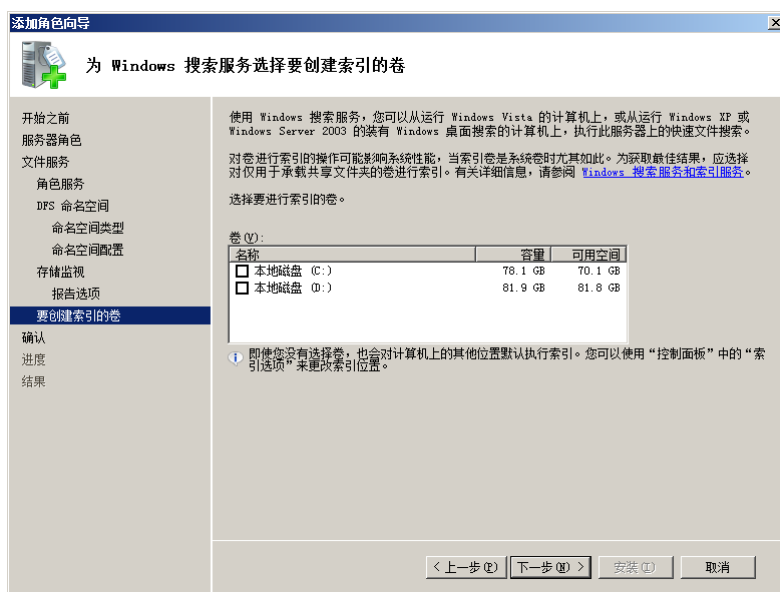 添加角色向导
为 Windows 搜索服务选择要创建索引的卷
开始之前
服务器角色
文件服务
角色服务
DFS 命名空间
命名空间类型
命名空间配置
存储监视
报告选项
要创建索引的卷
确认
进度
结果
使用 Windows 搜索服务，您可以从运行 Windows Vista 的计算机上，或从运行 Windows XP 或
Windows Server 2003 的装有 Windows 桌面搜索的计算机上，执行此服务器上的快速文件搜索。
对卷进行索引的操作可能影响系统性能，当索引卷是系统卷时尤其如此。为获取最佳结果，应选择
对仅用于承载共享文件夹的卷进行索引。有关详细信息，请参阅 Windows 搜索服务和索引服务。
选择要进行索引的卷。
卷(V):
名称 容量 可用空间
本地磁盘 (C:) 78.1 GB 70.1 GB
本地磁盘 (D:) 81.9 GB 81.8 GB
即使您没有选择卷，也会对计算机上的其他位置默认执行索引。您可以使用“控制面板”中的“索
引选项”来更改索引位置。
< 上一步(P) 下一步(N) > 安装(I) 取消